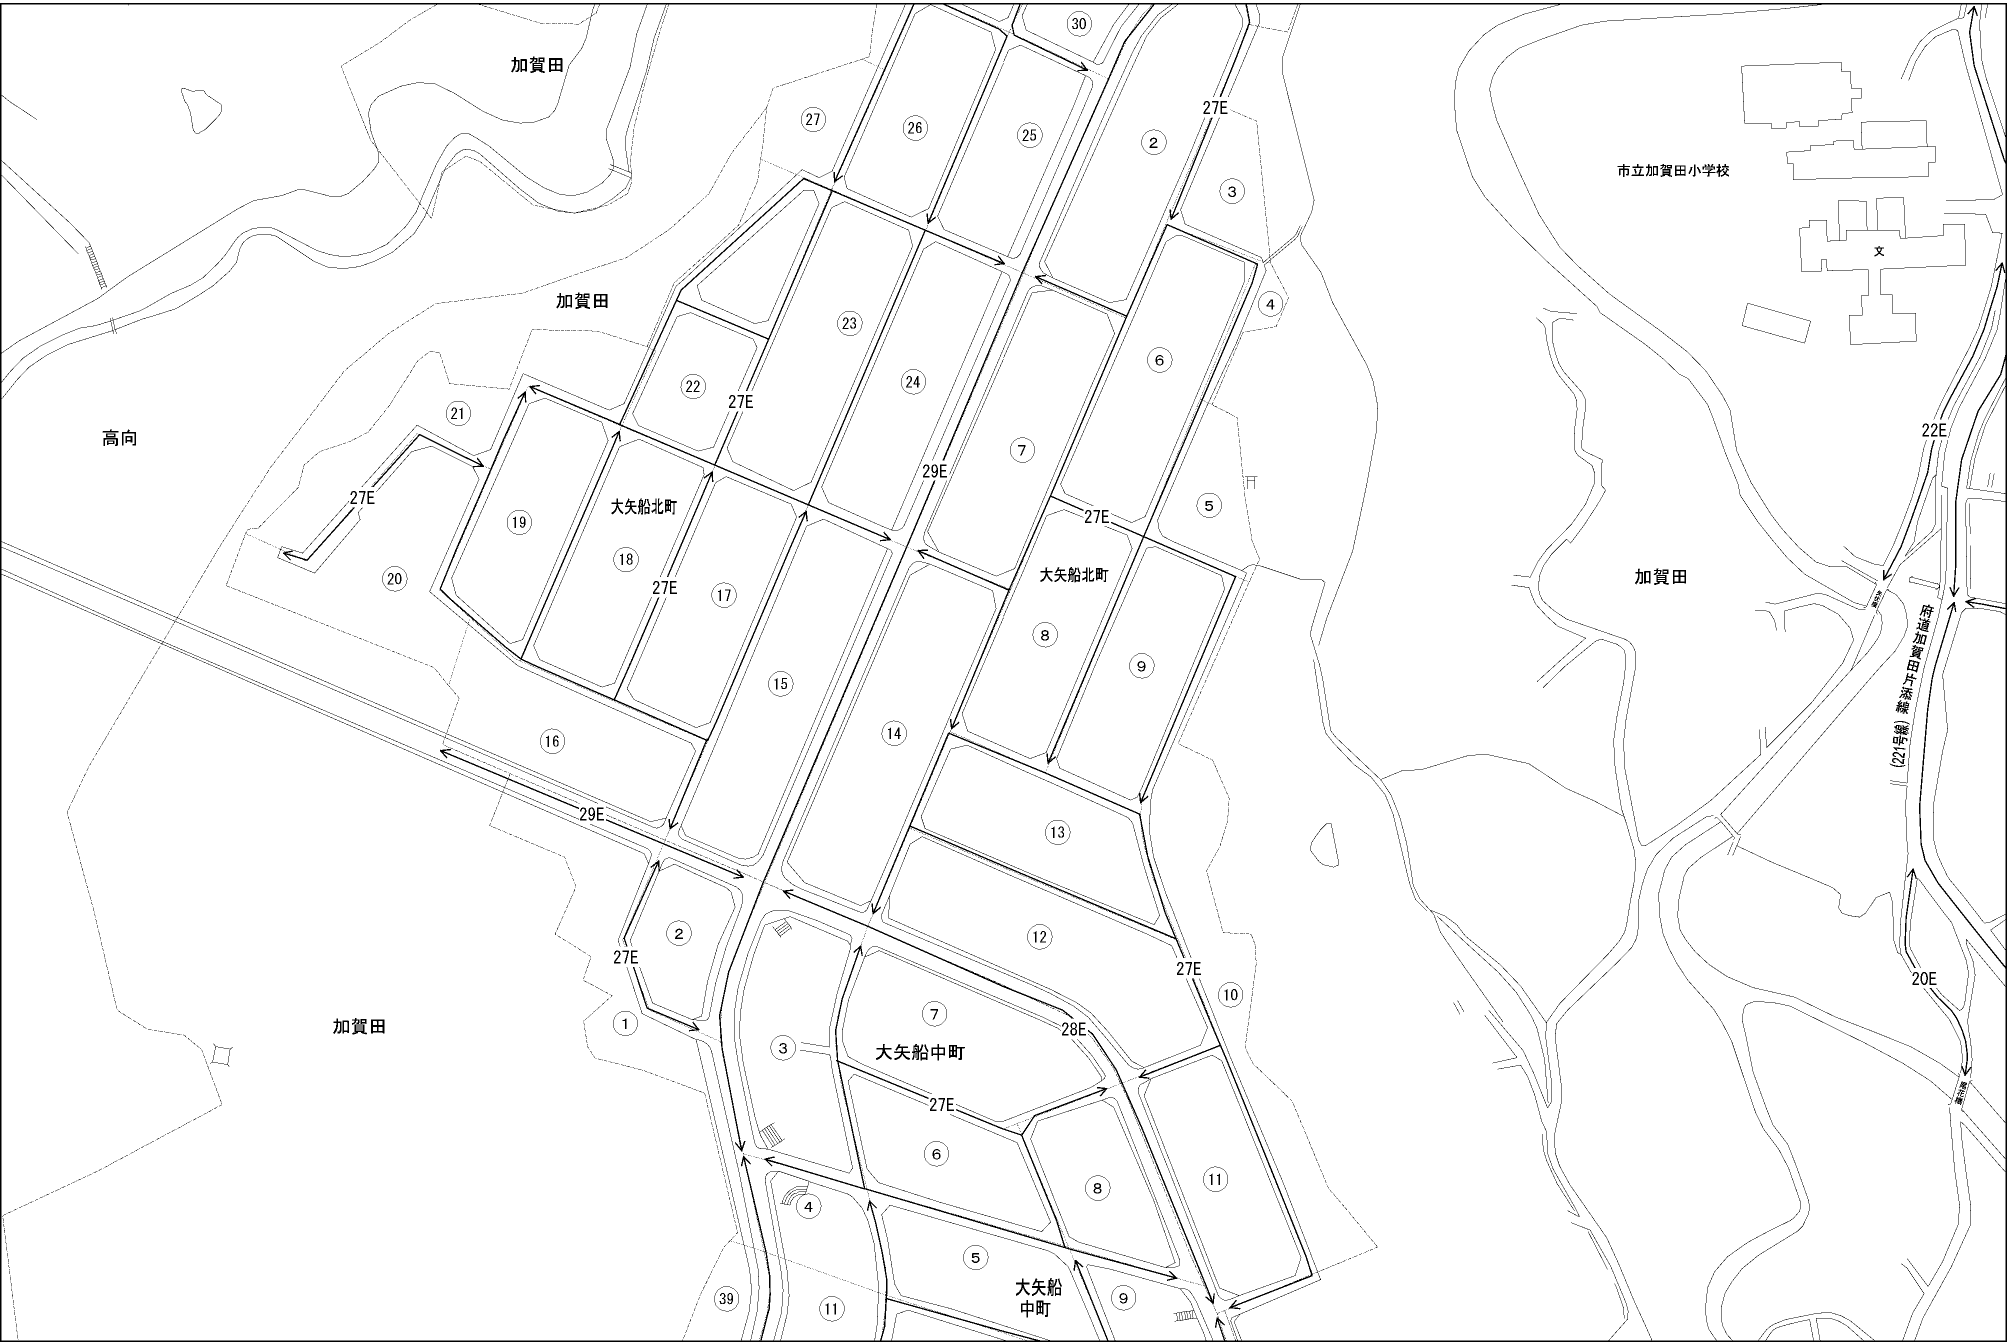 30
加賀田
27E
27
26
25
2
3
市立加賀田小学校
文
加賀田
4
23
6
24
22
27E
21
高向
7
22E
29E
27E
大矢船北町
19
5
27E
18
20
大矢船北町
27E
17
加賀田
8
9
府道加賀田片添線
(221号線)
15
14
16
29E
13
2
12
27E
27E
10
20E
加賀田
1
3
7
28E
大矢船中町
27E
6
8
11
4
5
大矢船
中町
39
11
9